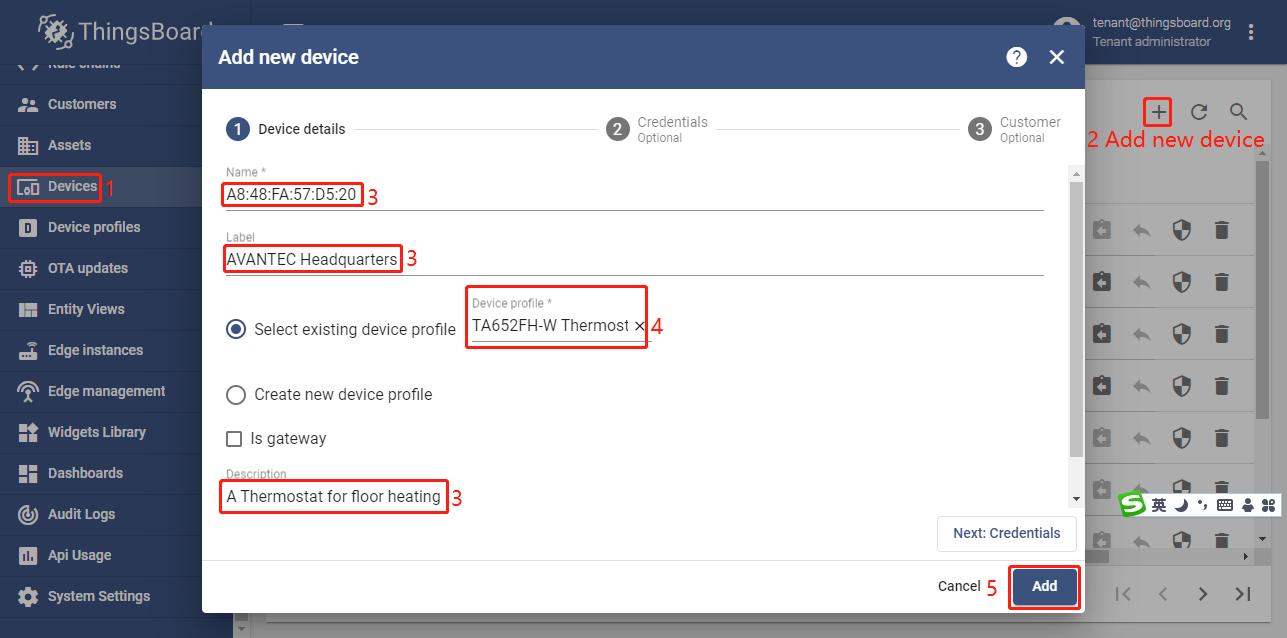 ThingsBoard
tenant@thingsboard.org
Tenant administrator
Customers
Assets
Devices
1
Device profiles
OTA updates
Entity Views
Edge instances
Edge management
Widgets Library
Dashboards
Audit Logs
Api Usage
System Settings
2 Add new device
Add new device
?
1 Device details
2 Credentials
Optional
3 Customer
Optional
Name *
A8:48:FA:57:D5:20 3
Label
AVANTEC Headquarters 3
Select existing device profile
Device profile *
TA652FH-W Thermost × 4
Create new device profile
Is gateway
Description
A Thermostat for floor heating 3
Next: Credentials
Cancel 5 Add
S 英